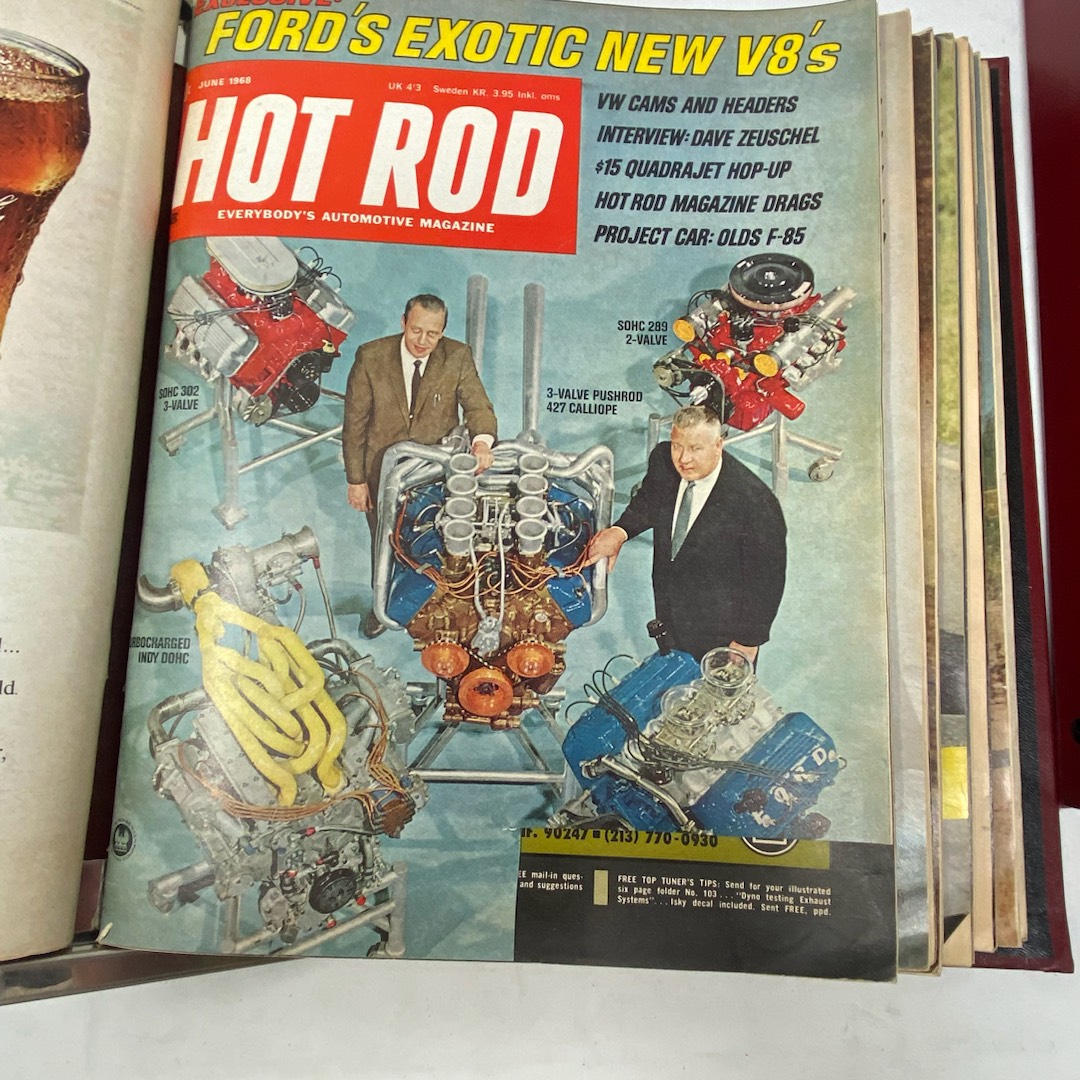 EXCLUSIVE!
FORD'S EXOTIC NEW V8's
JUNE 1968
UK 4'3 Sweden KR. 3.95 Inkl. oms
HOT ROD
EVERYBODY'S AUTOMOTIVE MAGAZINE
VW CAMS AND HEADERS
INTERVIEW: DAVE ZEUSCHEL
$15 QUADRAJET HOP-UP
HOT ROD MAGAZINE DRAGS
PROJECT CAR: OLDS F-85
SOHC 289
2-VALVE
SOHC 302
3-VALVE
3-VALVE PUSHROD
427 CALLIOPE
RBOCHARGED
INDY DOHC
ld.
90247 ▪ (213) 770-0930
EE mail-in ques-
and suggestions
FREE TOP TUNER'S TIPS: Send for your illustrated
six page folder No. 103 . . . "Dyno testing Exhaust
Systems" . . . Isky decal included. Sent FREE, ppd.